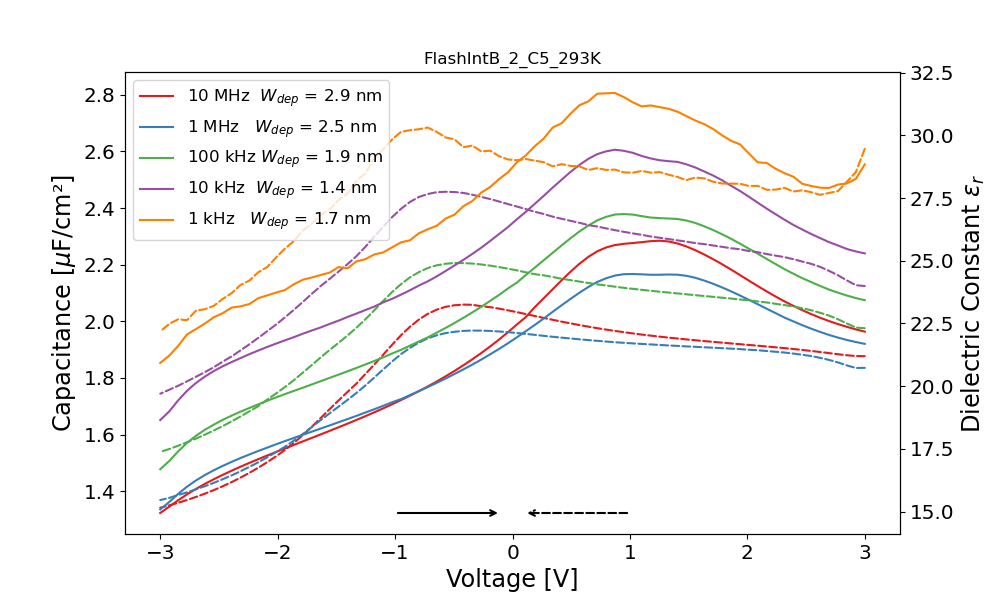 FlashIntB_2_C5_293K
10 MHz W_dep = 2.9 nm
1 MHz W_dep = 2.5 nm
100 kHz W_dep = 1.9 nm
10 kHz W_dep = 1.4 nm
1 kHz W_dep = 1.7 nm
Capacitance [μF/cm²]
2.8
2.6
2.4
2.2
2.0
1.8
1.6
1.4
32.5
30.0
27.5
25.0
22.5
20.0
17.5
15.0
Dielectric Constant ε_r
−3 −2 −1 0 1 2 3
Voltage [V]